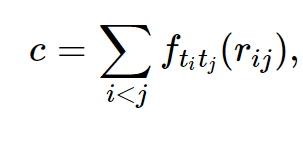 c = \sum_{i<j} f_{t_i t_j}(r_{ij}),